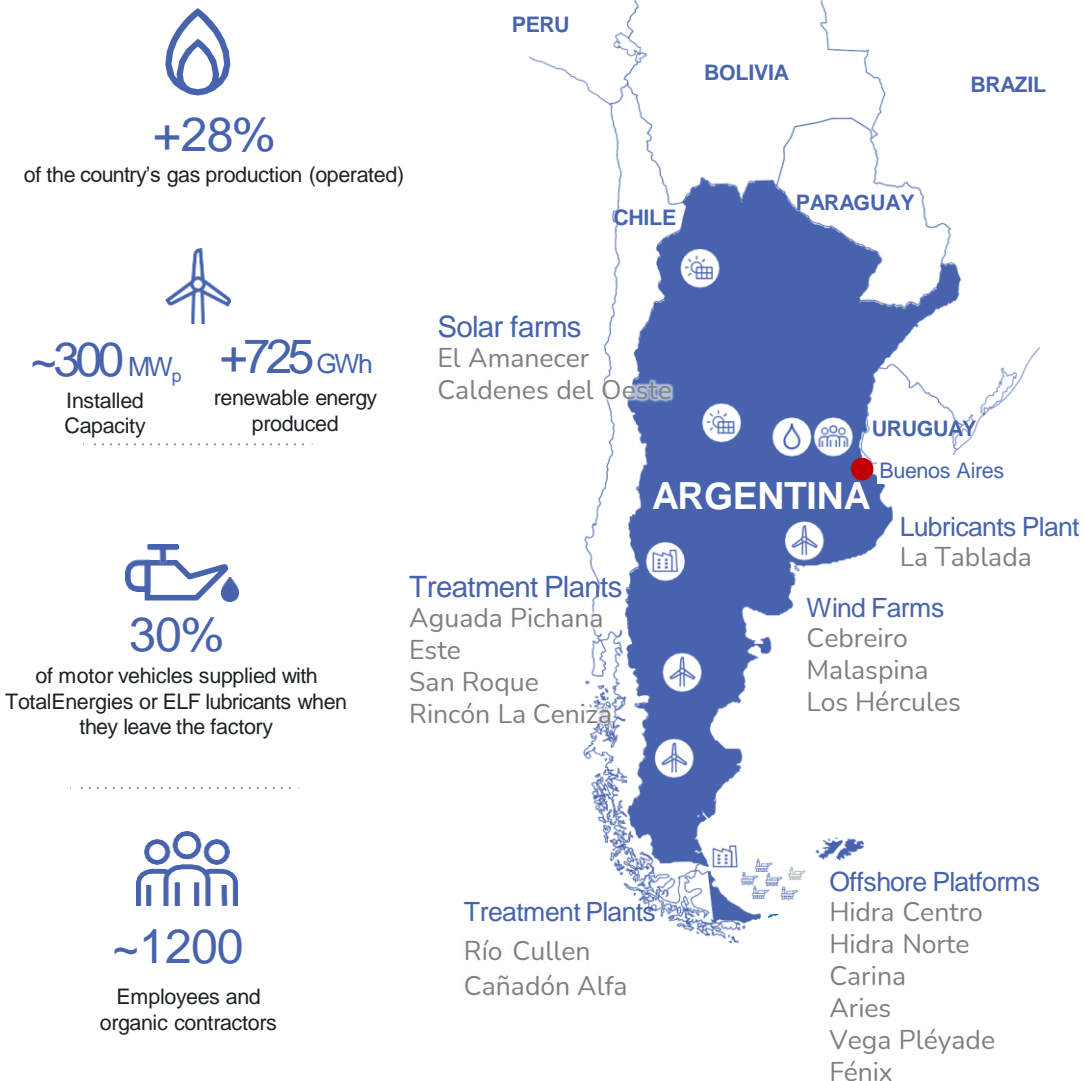 +28%
of the country's gas production (operated)
~300 MWp
Installed
Capacity
+725 GWh
renewable energy
produced
30%
of motor vehicles supplied with
TotalEnergies or ELF lubricants when
they leave the factory
~1200
Employees and
organic contractors
PERU
BOLIVIA
BRAZIL
PARAGUAY
CHILE
Solar farms
El Amanecer
Caldenes del Oeste
URUGUAY
Buenos Aires
ARGENTINA
Lubricants Plant
La Tablada
Treatment Plants
Aguada Pichana
Este
San Roque
Rincón La Ceniza
Wind Farms
Cebreiro
Malaspina
Los Hércules
Treatment Plants
Río Cullen
Cañadón Alfa
Offshore Platforms
Hidra Centro
Hidra Norte
Carina
Aries
Vega Pléyade
Fénix